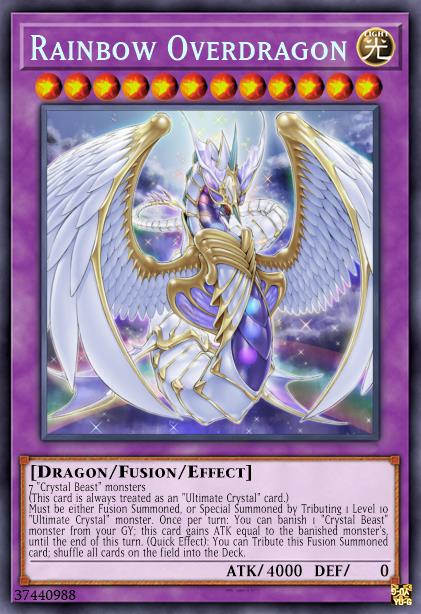 RAINBOW OVERDRAGON
LIGHT
光
[DRAGON/FUSION/EFFECT]
7 "Crystal Beast" monsters
(This card is always treated as an "Ultimate Crystal" card.)
Must be either Fusion Summoned, or Special Summoned by Tributing 1 Level 10
"Ultimate Crystal" monster. Once per turn: You can banish 1 "Crystal Beast"
monster from your GY; this card gains ATK equal to the banished monster's,
until the end of this turn. (Quick Effect): You can Tribute this Fusion Summoned
card; shuffle all cards on the field into the Deck.
ATK/4000 DEF/ 0
37440988